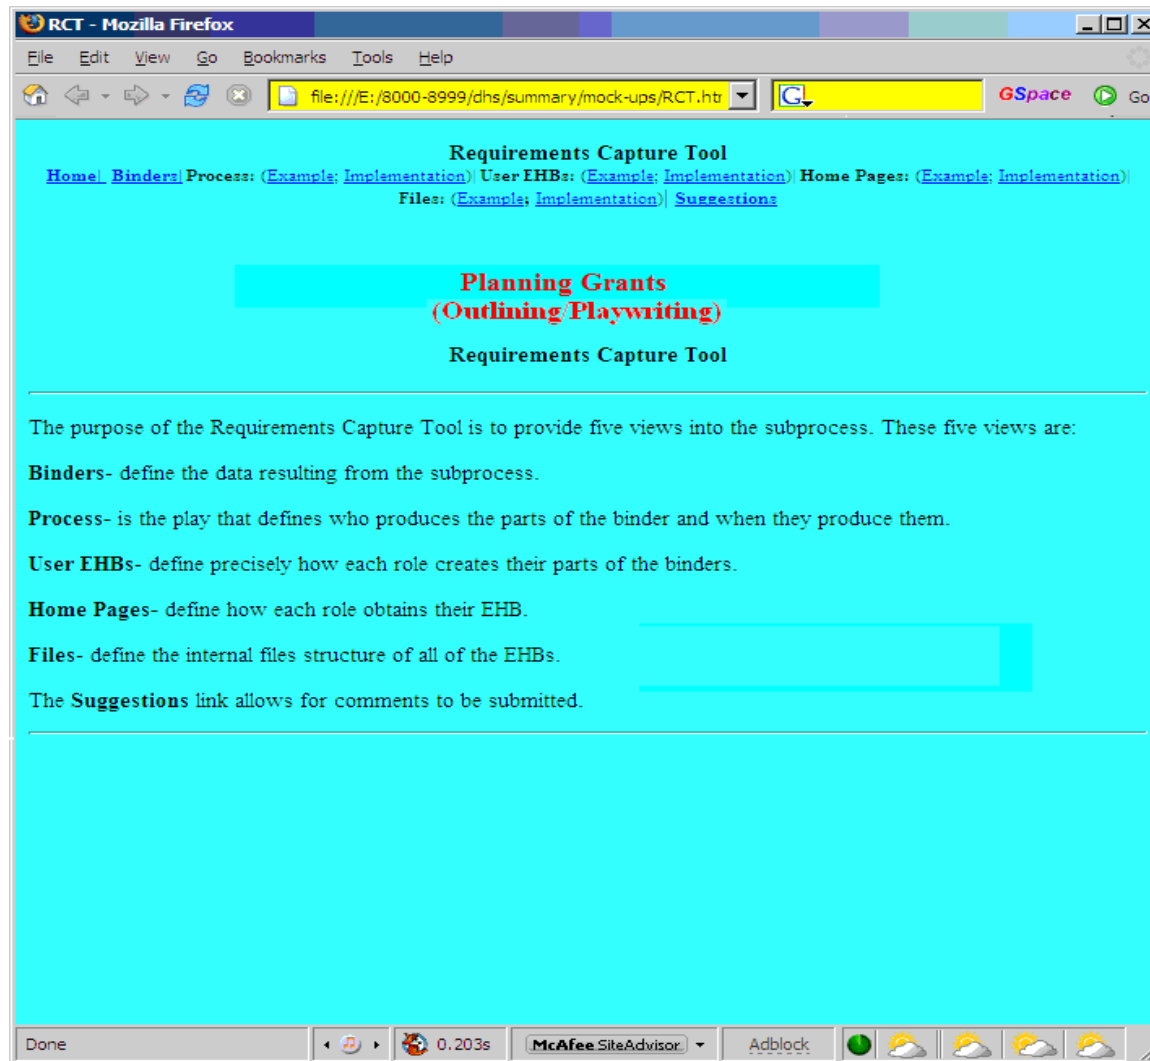 RCT - Mozilla Firefox
File Edit View Go Bookmarks Tools Help
file:///E:/8000-8999/dhs/summary/mock-ups/RCT.htr G GSpace Go
Requirements Capture Tool
Home| Binders| Process: (Example; Implementation)| User EHBs: (Example; Implementation)| Home Pages: (Example; Implementation)|
Files: (Example; Implementation)| Suggestions
Planning Grants
(Outlining/Playwriting)
Requirements Capture Tool
The purpose of the Requirements Capture Tool is to provide five views into the subprocess. These five views are:
Binders- define the data resulting from the subprocess.
Process- is the play that defines who produces the parts of the binder and when they produce them.
User EHBs- define precisely how each role creates their parts of the binders.
Home Pages- define how each role obtains their EHB.
Files- define the internal files structure of all of the EHBs.
The Suggestions link allows for comments to be submitted.
Done 0.203s McAfee SiteAdvisor Adblock